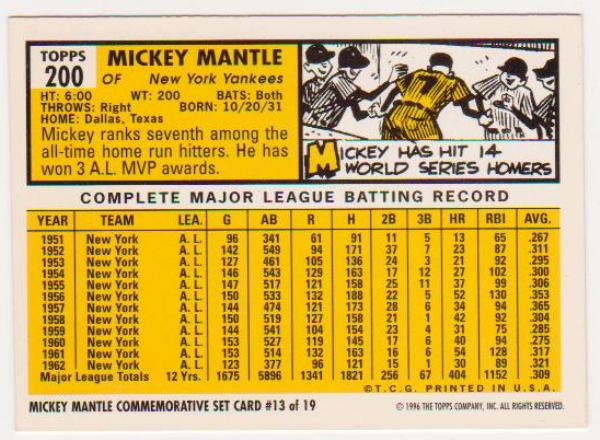 TOPPS
200
MICKEY MANTLE
OF New York Yankees
HT: 6:00 WT: 200 BATS: Both
THROWS: Right BORN: 10/20/31
HOME: Dallas, Texas
Mickey ranks seventh among the
all-time home run hitters. He has
won 3 A.L. MVP awards.
7
MICKEY HAS HIT 14
WORLD SERIES HOMERS
COMPLETE MAJOR LEAGUE BATTING RECORD
YEAR TEAM LEA. G AB R H 2B 3B HR RBI AVG.
1951 New York A. L. 96 341 61 91 11 5 13 65 .267
1952 New York A. L. 142 549 94 171 37 7 23 87 .311
1953 New York A. L. 127 461 105 136 24 3 21 92 .295
1954 New York A. L. 146 543 129 163 17 12 27 102 .300
1955 New York A. L. 147 517 121 158 25 11 37 99 .306
1956 New York A. L. 150 533 132 188 22 5 52 130 .353
1957 New York A. L. 144 474 121 173 28 6 34 94 .365
1958 New York A. L. 150 519 127 158 21 1 42 92 .304
1959 New York A. L. 144 541 104 154 23 4 31 75 .285
1960 New York A. L. 153 527 119 145 17 6 40 94 .275
1961 New York A. L. 153 514 132 163 16 6 54 128 .317
1962 New York A. L. 123 377 96 121 15 1 30 89 .321
Major League Totals 12 Yrs. 1675 5896 1341 1821 256 67 404 1152 .309
©T.C.G. PRINTED IN U.S.A.
MICKEY MANTLE COMMEMORATIVE SET CARD #13 of 19 © 1996 THE TOPPS COMPANY, INC. ALL RIGHTS RESERVED.